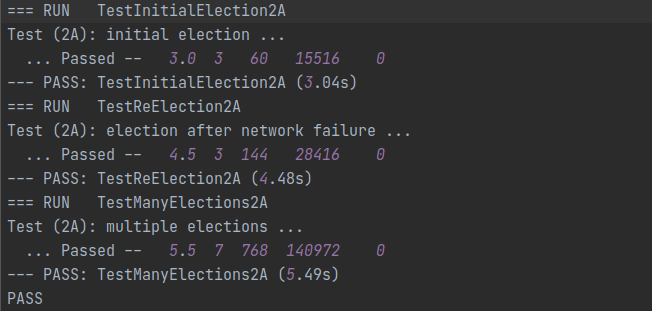 === RUN   TestInitialElection2A
Test (2A): initial election ...
  ... Passed --   3.0  3   60   15516    0
--- PASS: TestInitialElection2A (3.04s)
=== RUN   TestReElection2A
Test (2A): election after network failure ...
  ... Passed --   4.5  3  144   28416    0
--- PASS: TestReElection2A (4.48s)
=== RUN   TestManyElections2A
Test (2A): multiple elections ...
  ... Passed --   5.5  7  768  140972    0
--- PASS: TestManyElections2A (5.49s)
PASS